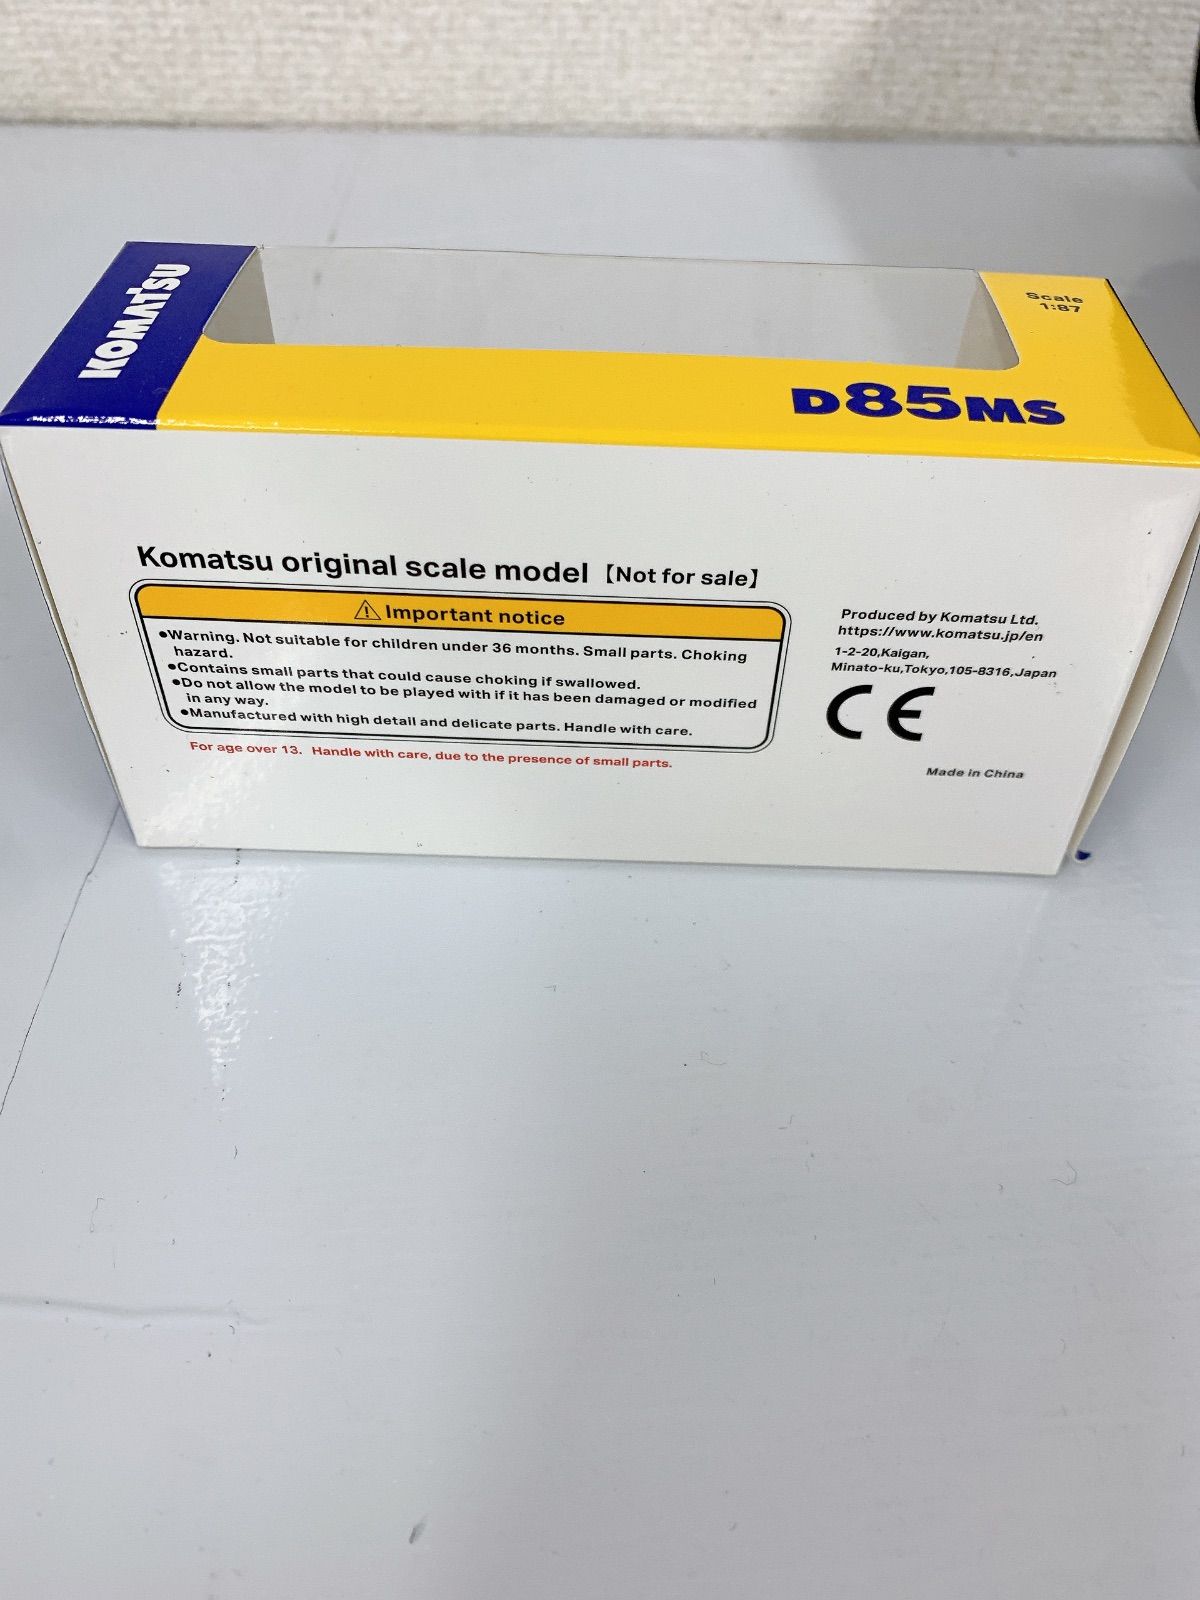 KOMATSU
Scale
1:87
D85MS
Komatsu original scale model【Not for sale】
⚠ Important notice
●Warning. Not suitable for children under 36 months. Small parts. Choking
hazard.
●Contains small parts that could cause choking if swallowed.
●Do not allow the model to be played with if it has been damaged or modified
in any way.
●Manufactured with high detail and delicate parts. Handle with care.
For age over 13. Handle with care, due to the presence of small parts.
Produced by Komatsu Ltd.
https://www.komatsu.jp/en
1-2-20,Kaigan,
Minato-ku,Tokyo,105-8316,Japan
CE
Made in China